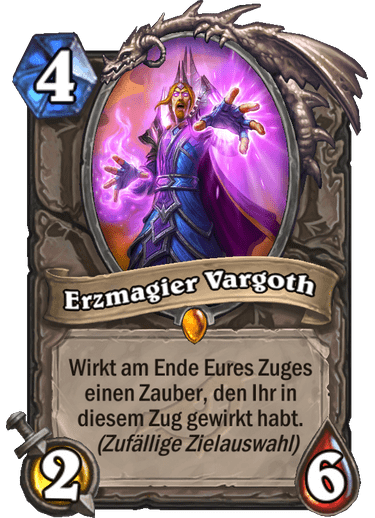 4
Erzmagier Vargoth
Wirkt am Ende Eures Zuges
einen Zauber, den Ihr in
diesem Zug gewirkt habt.
(Zufällige Zielauswahl)
2
6